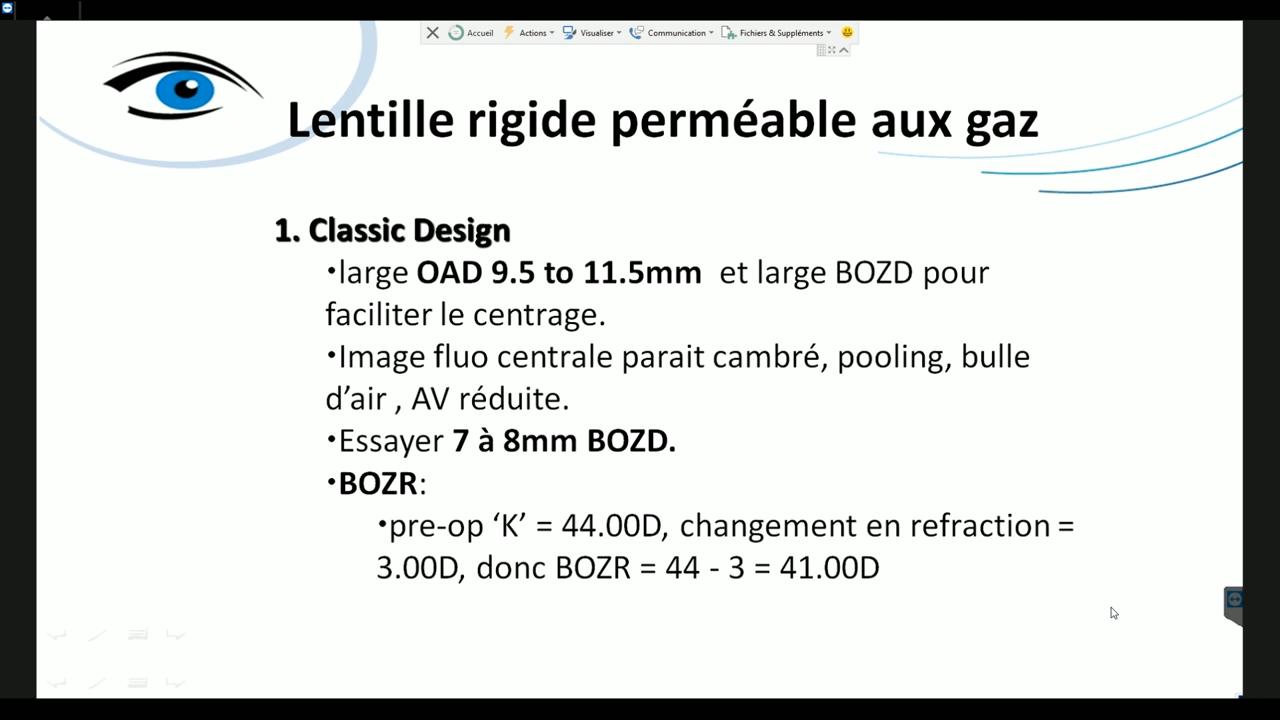 Accueil Actions Visualiser Communication Fichiers & Suppléments
Lentille rigide perméable aux gaz
1. Classic Design
•large OAD 9.5 to 11.5mm et large BOZD pour
faciliter le centrage.
•Image fluo centrale parait cambré, pooling, bulle
d’air , AV réduite.
•Essayer 7 à 8mm BOZD.
•BOZR:
•pre-op ‘K’ = 44.00D, changement en refraction =
3.00D, donc BOZR = 44 - 3 = 41.00D